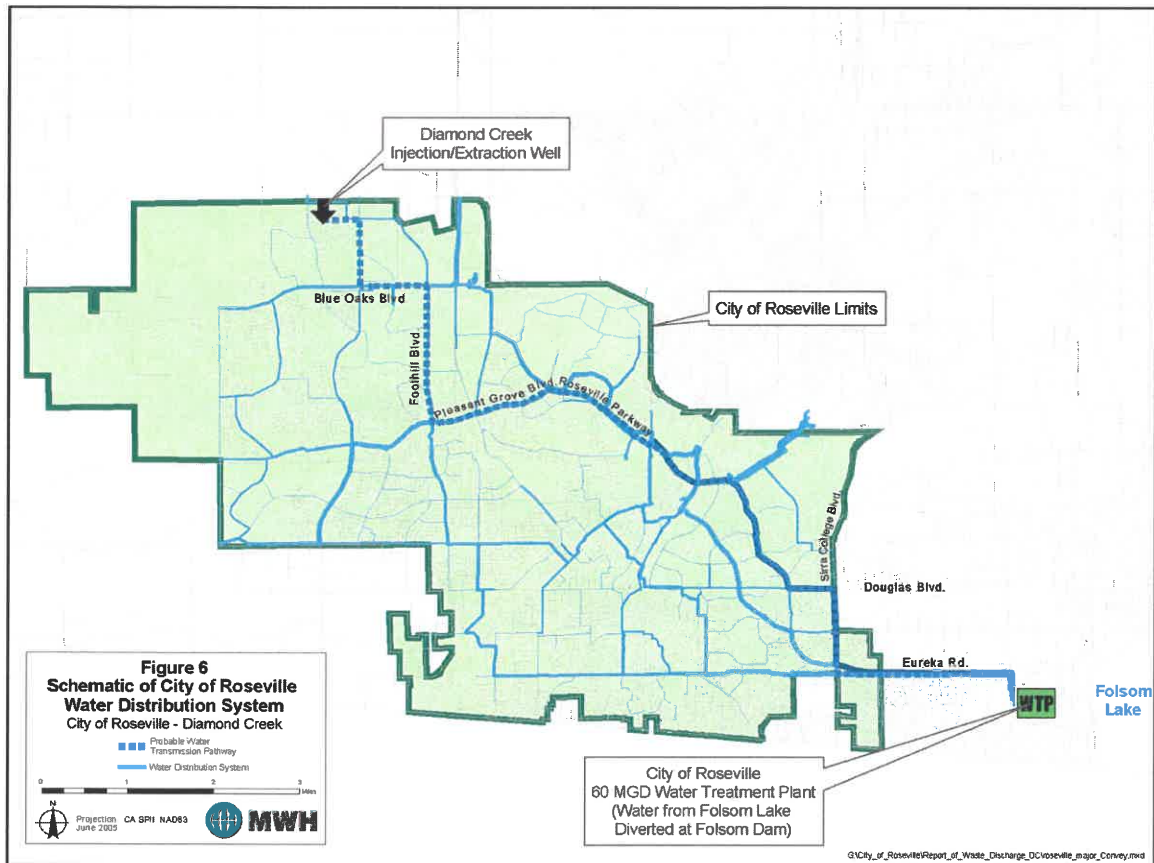 Diamond Creek
Injection/Extraction Well
Blue Oaks Blvd
City of Roseville Limits
Foothill Blvd.
Pleasant Grove Blvd.
Roseville Parkway
Sirra College Blvd.
Douglas Blvd.
Eureka Rd.
WTP
Folsom
Lake
City of Roseville
60 MGD Water Treatment Plant
(Water from Folsom Lake
Diverted at Folsom Dam)
Figure 6
Schematic of City of Roseville
Water Distribution System
City of Roseville - Diamond Creek
Probable Water
Transmission Pathway
Water Distribution System
0 1 2 3
Miles
N
Projection CA SPII NAD83
June 2005
MWH
G:\City_of_Roseville\Report_of_Waste_Discharge_DC\roseville_major_Convey.mxd